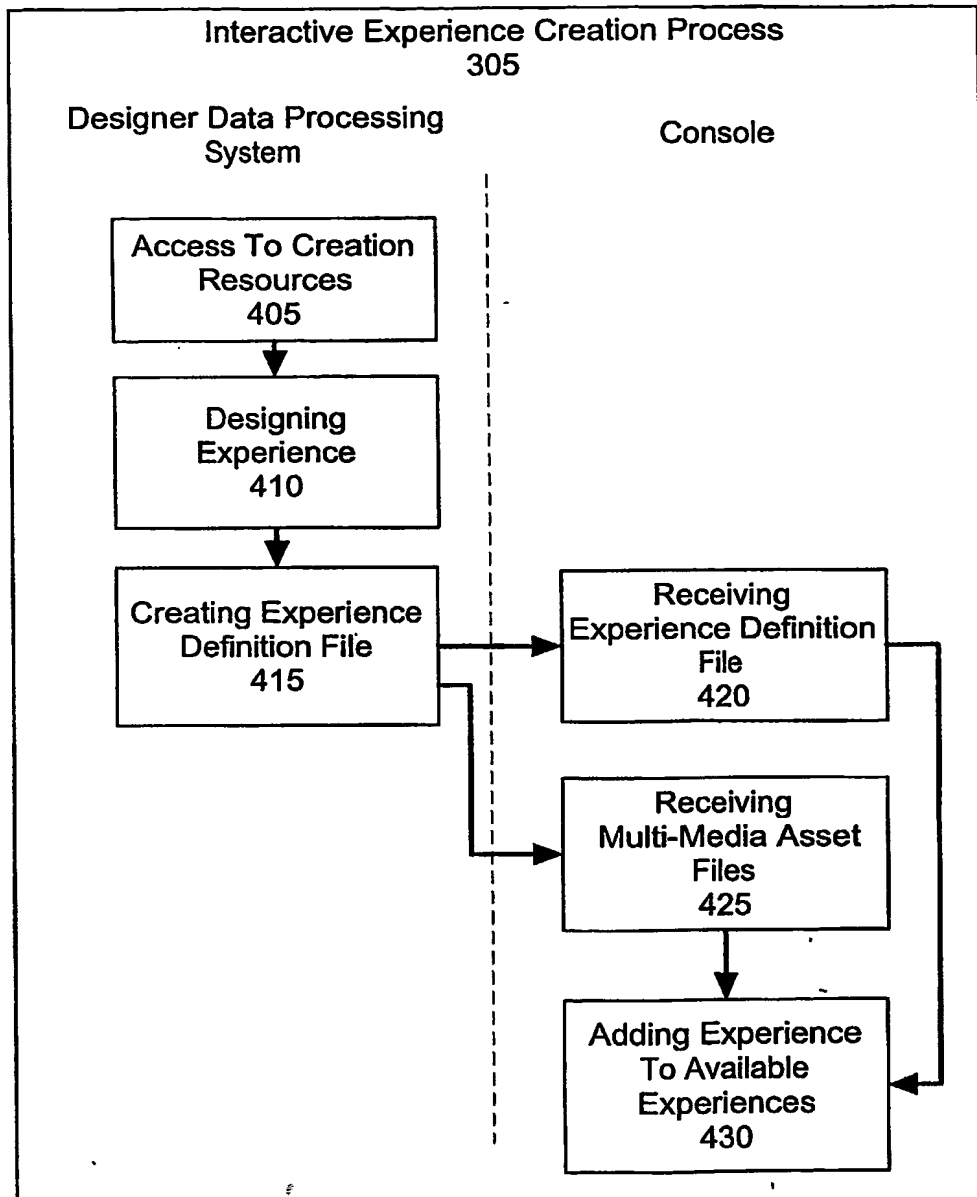 Interactive Experience Creation Process
305
Designer Data Processing
System
Console
Access To Creation
Resources
405
Designing
Experience
410
Creating Experience
Definition File
415
Receiving
Experience Definition
File
420
Receiving
Multi-Media Asset
Files
425
Adding Experience
To Available
Experiences
430